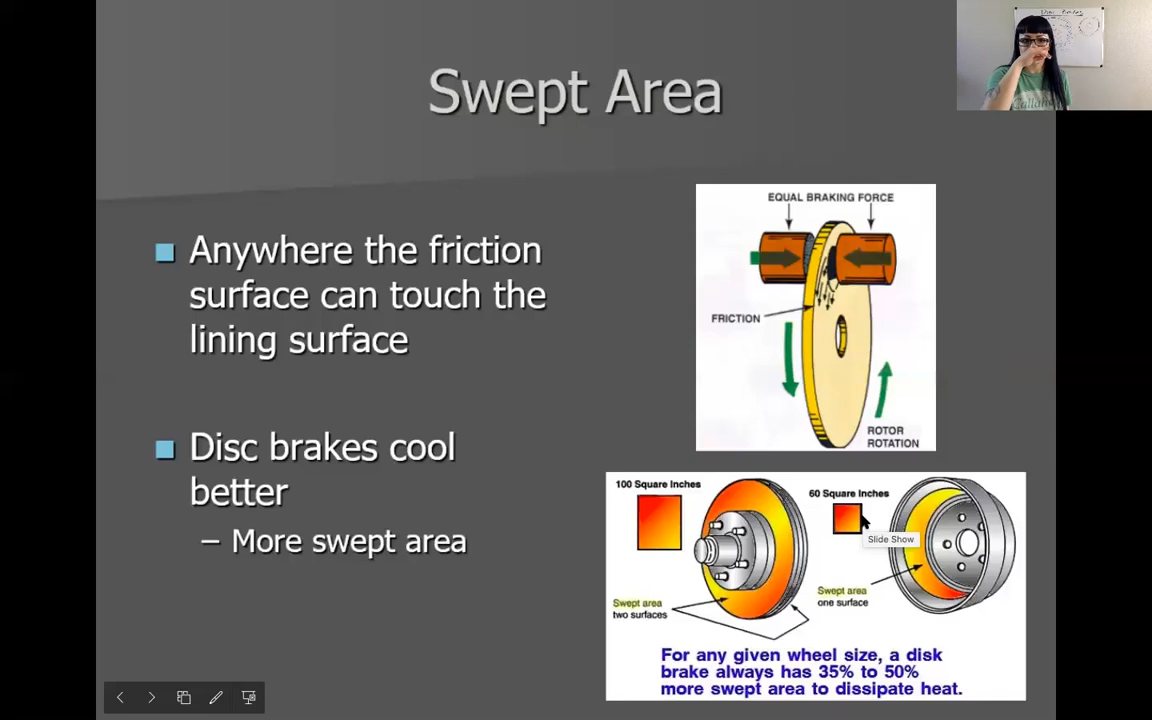 Swept Area
Anywhere the friction
surface can touch the
lining surface
Disc brakes cool
better
– More swept area
EQUAL BRAKING FORCE
FRICTION
ROTOR
ROTATION
100 Square Inches
60 Square Inches
Slide Show
Swept area
two surfaces
Swept area
one surface
For any given wheel size, a disk
brake always has 35% to 50%
more swept area to dissipate heat.